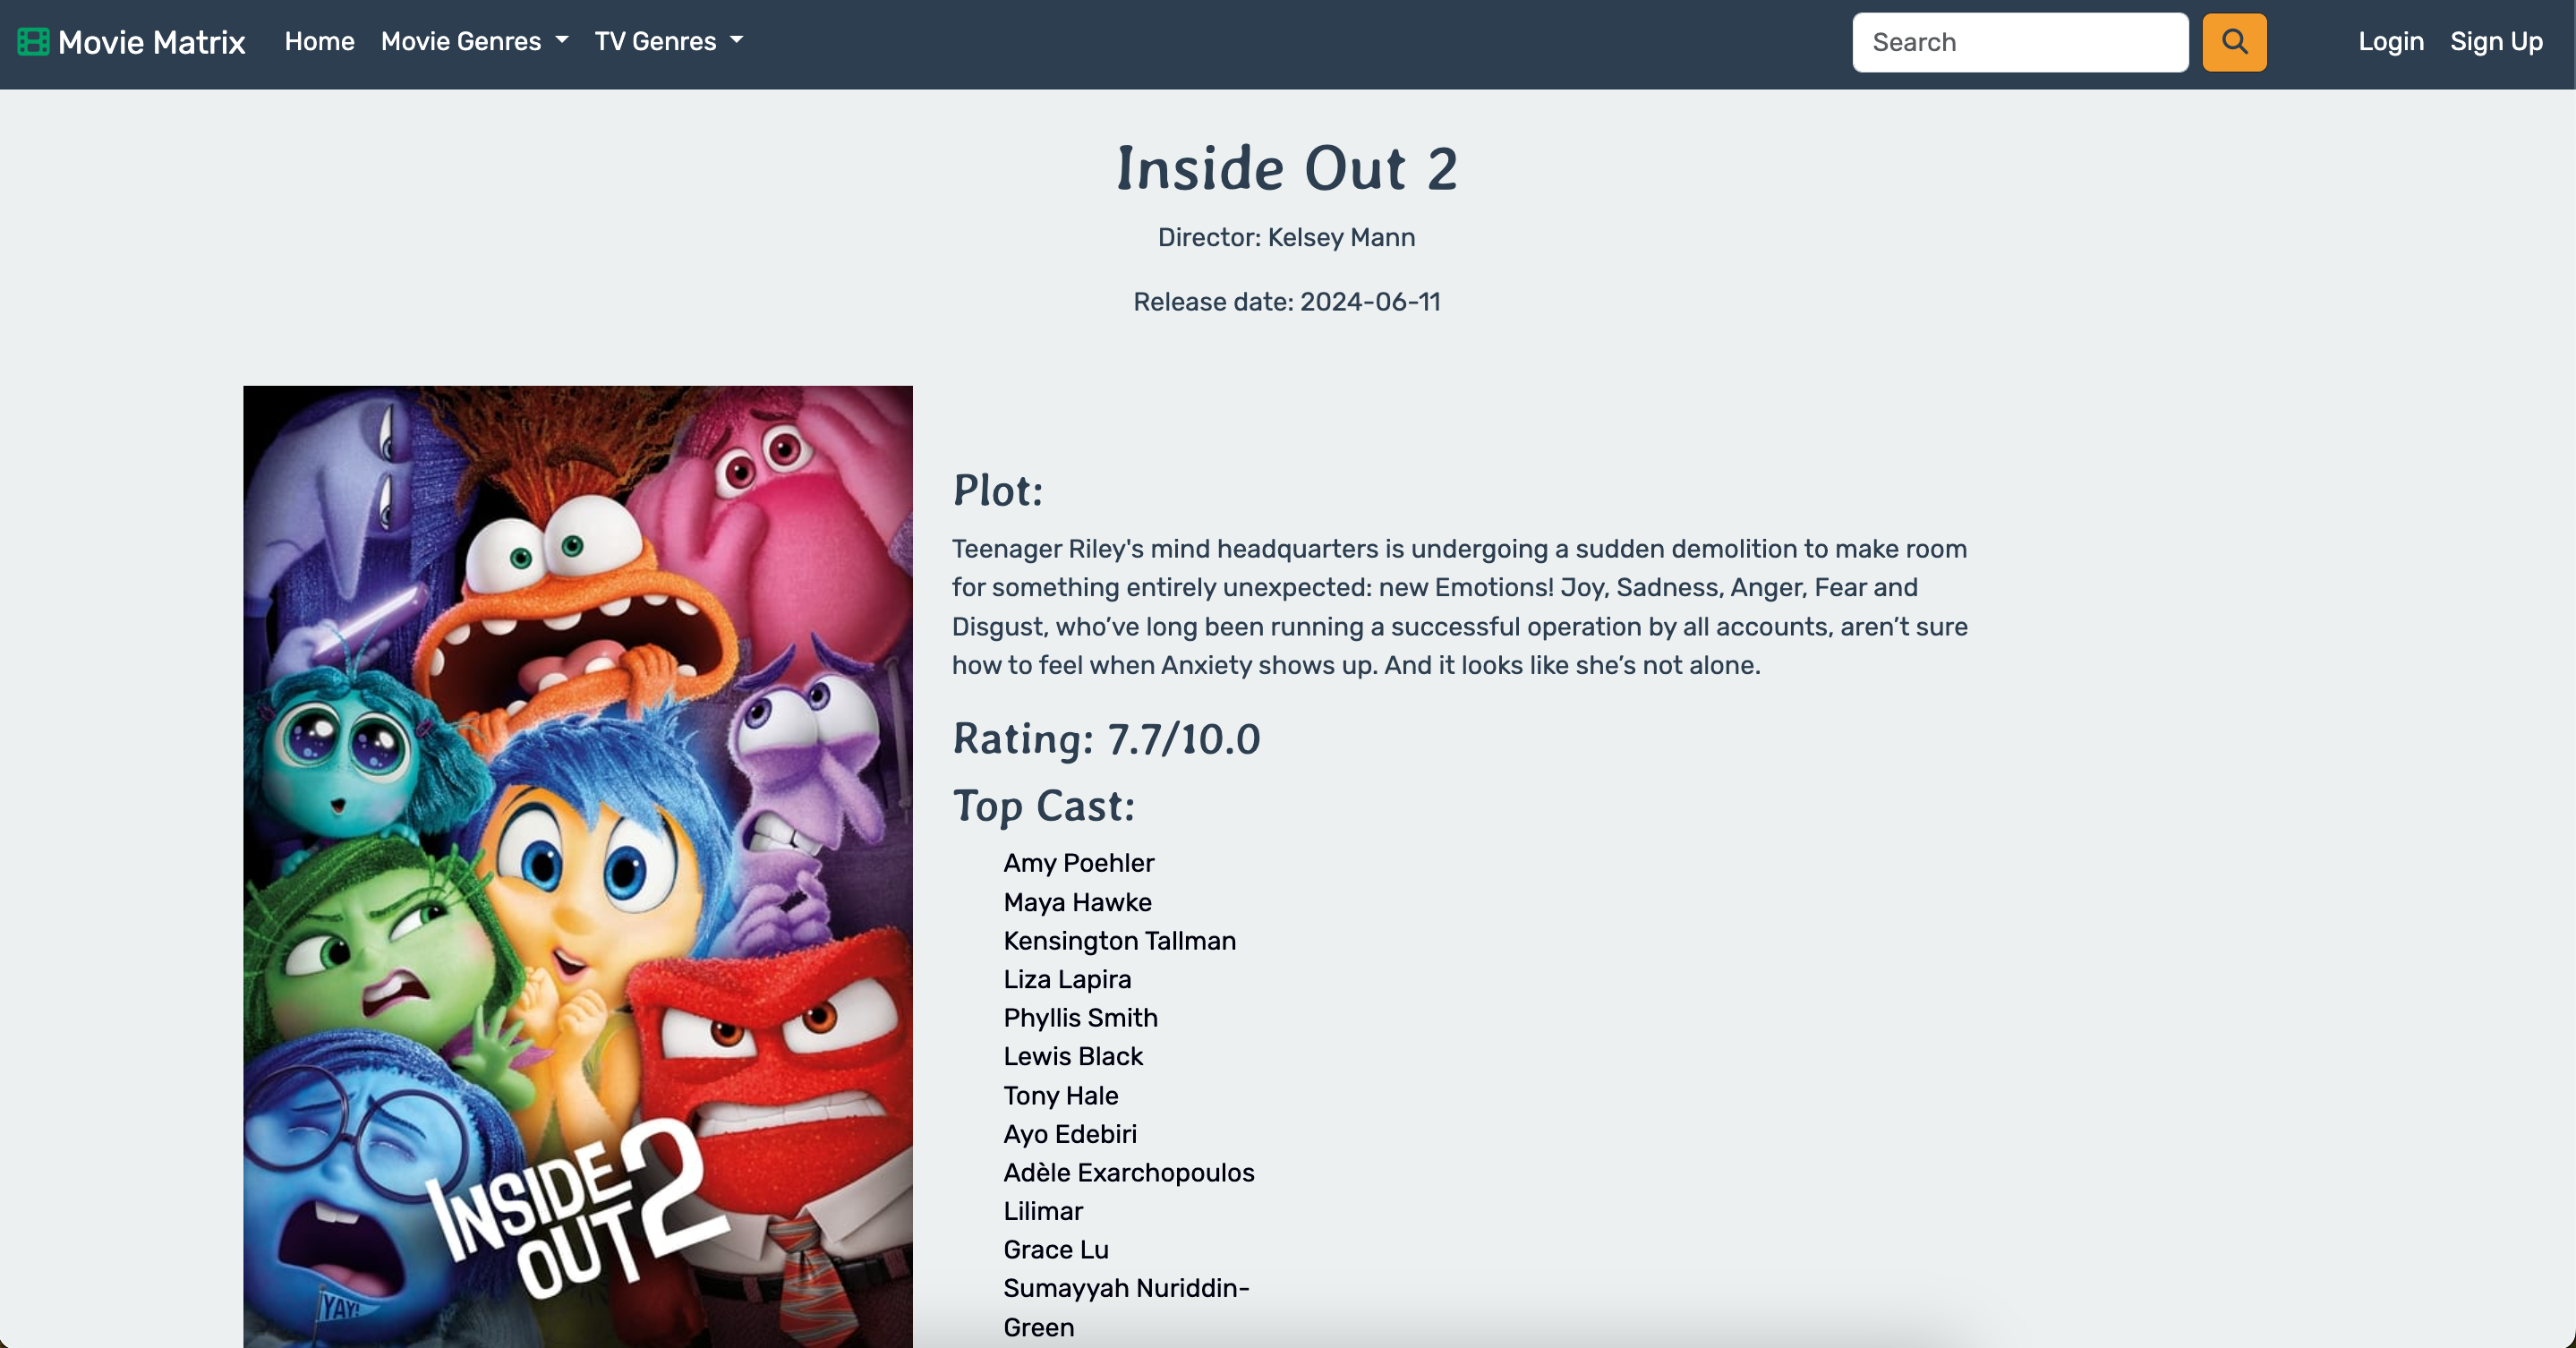 Movie Matrix Home Movie Genres TV Genres Search Login Sign Up
Inside Out 2
Director: Kelsey Mann
Release date: 2024-06-11
Plot:
Teenager Riley's mind headquarters is undergoing a sudden demolition to make room
for something entirely unexpected: new Emotions! Joy, Sadness, Anger, Fear and
Disgust, who’ve long been running a successful operation by all accounts, aren’t sure
how to feel when Anxiety shows up. And it looks like she’s not alone.
Rating: 7.7/10.0
Top Cast:
Amy Poehler
Maya Hawke
Kensington Tallman
Liza Lapira
Phyllis Smith
Lewis Black
Tony Hale
Ayo Edebiri
Adèle Exarchopoulos
Lilimar
Grace Lu
Sumayyah Nuriddin-
Green
INSIDE
OUT 2
YAY!